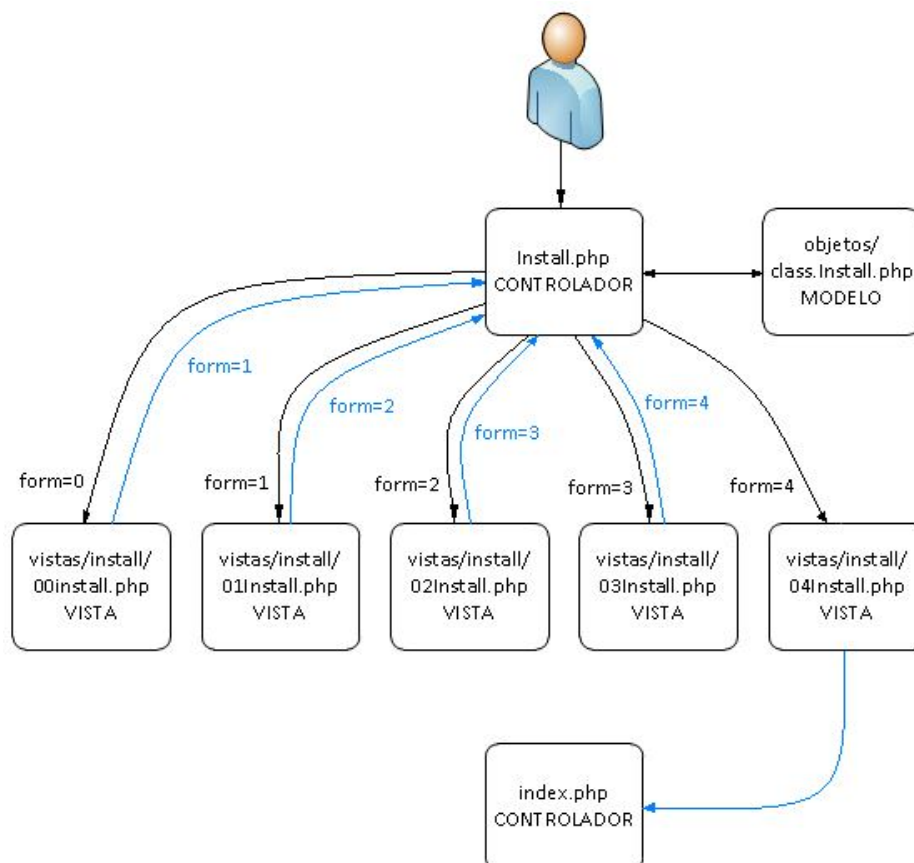 Install.php
CONTROLADOR
objetos/
class.Install.php
MODELO
form=1
form=2
form=3
form=4
form=0
form=1
form=2
form=3
form=4
vistas/install/
00install.php
VISTA
vistas/install/
01Install.php
VISTA
vistas/install/
02Install.php
VISTA
vistas/install/
03Install.php
VISTA
vistas/install/
04Install.php
VISTA
index.php
CONTROLADOR